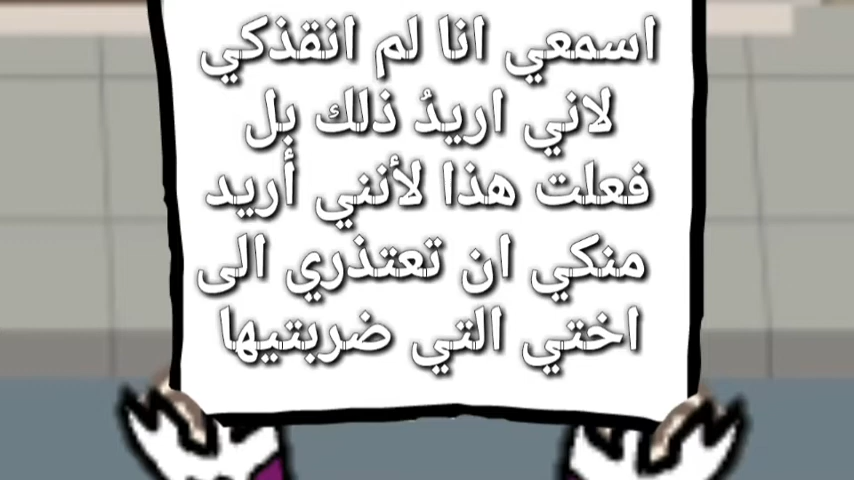 اسمعي انا لم انقذكي
لاني اريدُ ذلك بل
فعلت هذا لأنني أريد
منكي ان تعتذري الى
اختي التي ضربتيها